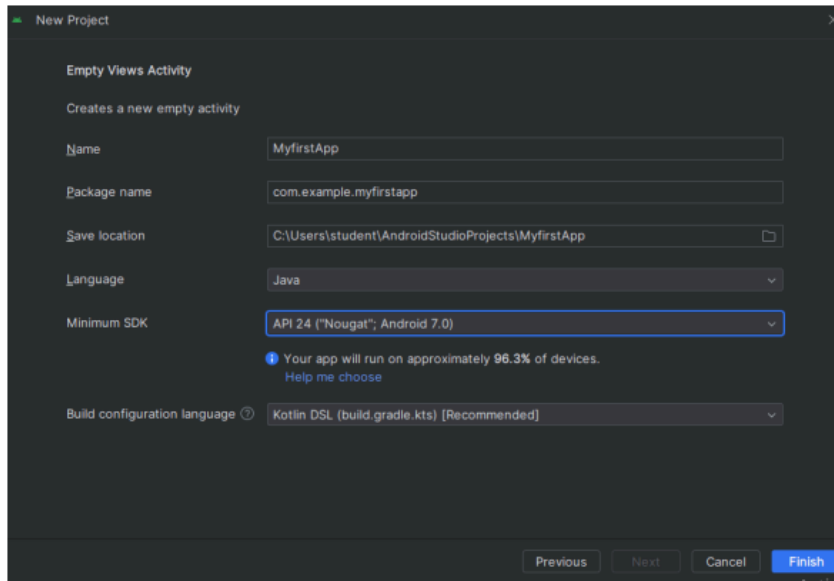 New Project
Empty Views Activity
Creates a new empty activity
Name MyfirstApp
Package name com.example.myfirstapp
Save location C:\Users\student\AndroidStudioProjects\MyfirstApp
Language Java
Minimum SDK API 24 ("Nougat"; Android 7.0)
Your app will run on approximately 96.3% of devices.
Help me choose
Build configuration language Kotlin DSL (build.gradle.kts) [Recommended]
Previous Next Cancel Finish